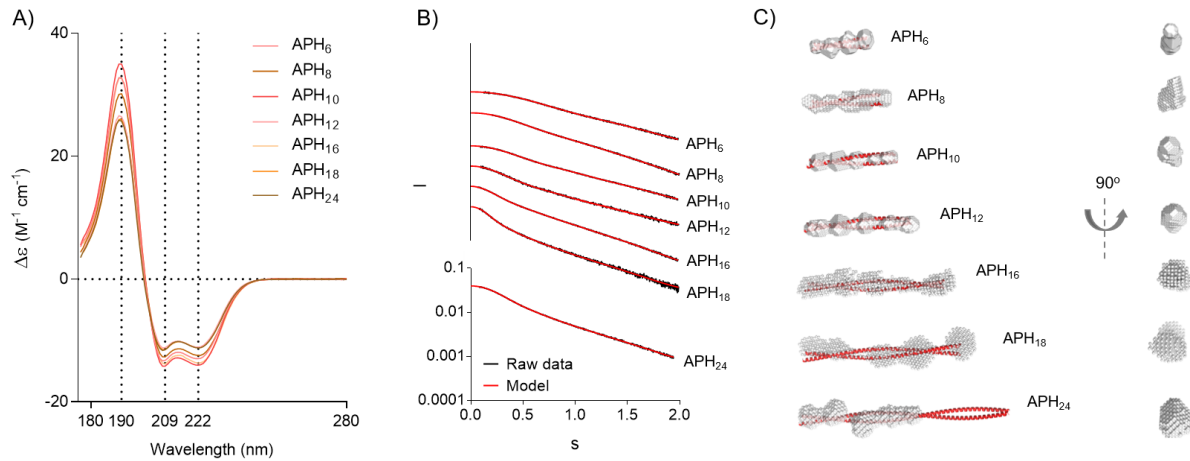 A)
40
20
0
-20
Δε (M⁻¹ cm⁻¹)
180 190 209 222 280
Wavelength (nm)
APH₆
APH₈
APH₁₀
APH₁₂
APH₁₆
APH₁₈
APH₂₄
B)
I
APH₆
APH₈
APH₁₀
APH₁₂
APH₁₆
APH₁₈
APH₂₄
0.1
0.01
0.001
0.0001
Raw data
Model
0.0 0.5 1.0 1.5 2.0
s
C)
APH₆
APH₈
APH₁₀
APH₁₂
APH₁₆
APH₁₈
APH₂₄
90º